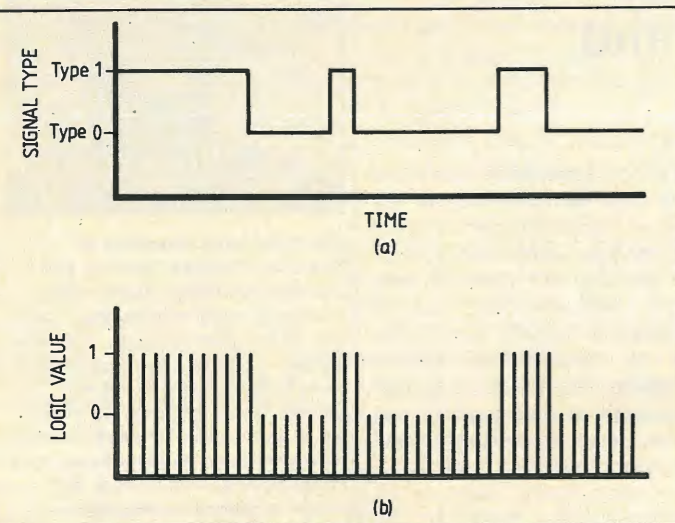 SIGNAL TYPE
Type 1
Type 0
TIME
(a)
LOGIC VALUE
1
0
(b)